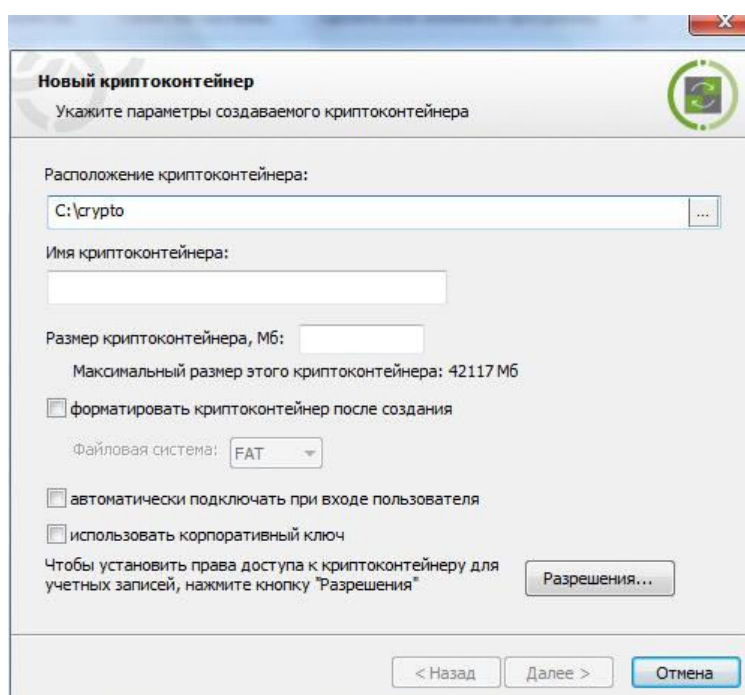 Новый криптоконтейнер
Укажите параметры создаваемого криптоконтейнера
Расположение криптоконтейнера:
C:\crypto
...
Имя криптоконтейнера:
Размер криптоконтейнера, Мб:
Максимальный размер этого криптоконтейнера: 42117 Мб
форматировать криптоконтейнер после создания
Файловая система: FAT
автоматически подключать при входе пользователя
использовать корпоративный ключ
Чтобы установить права доступа к криптоконтейнеру для
учетных записей, нажмите кнопку "Разрешения"
Разрешения...
< Назад Далее > Отмена